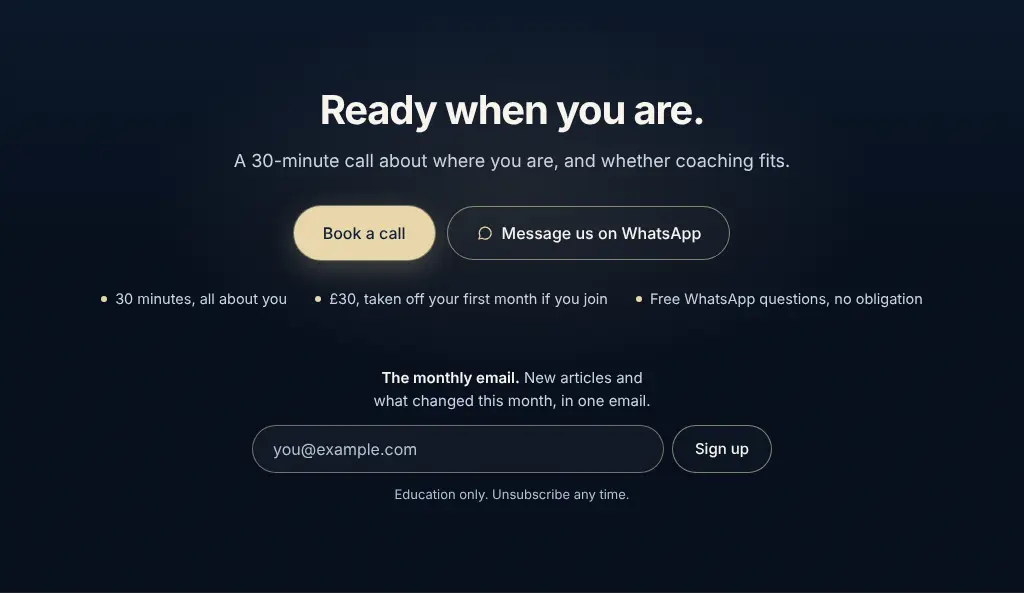 Ready when you are.
A 30-minute call about where you are, and whether coaching fits.
Book a call
Message us on WhatsApp
30 minutes, all about you
£30, taken off your first month if you join
Free WhatsApp questions, no obligation
The monthly email. New articles and
what changed this month, in one email.
you@example.com
Sign up
Education only. Unsubscribe any time.